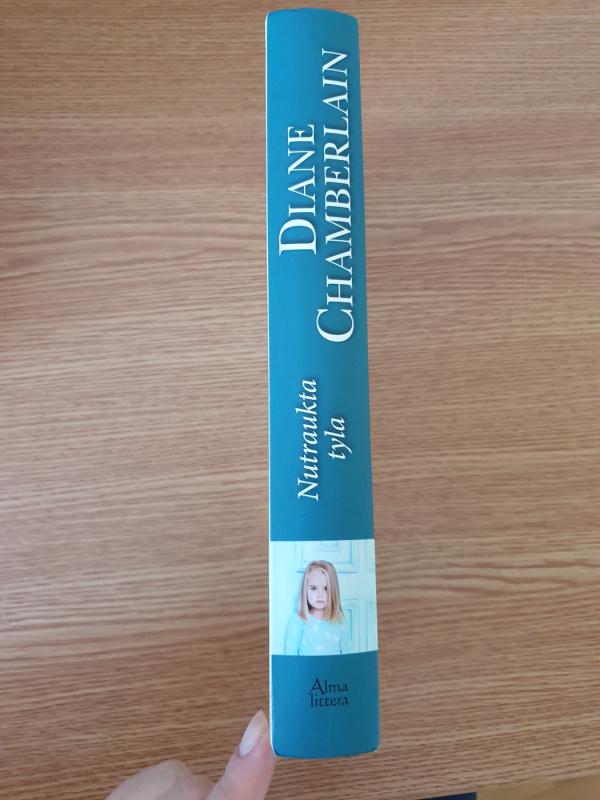 DIANE
CHAMBERLAIN
Nutraukta
tyla
Alma
littera